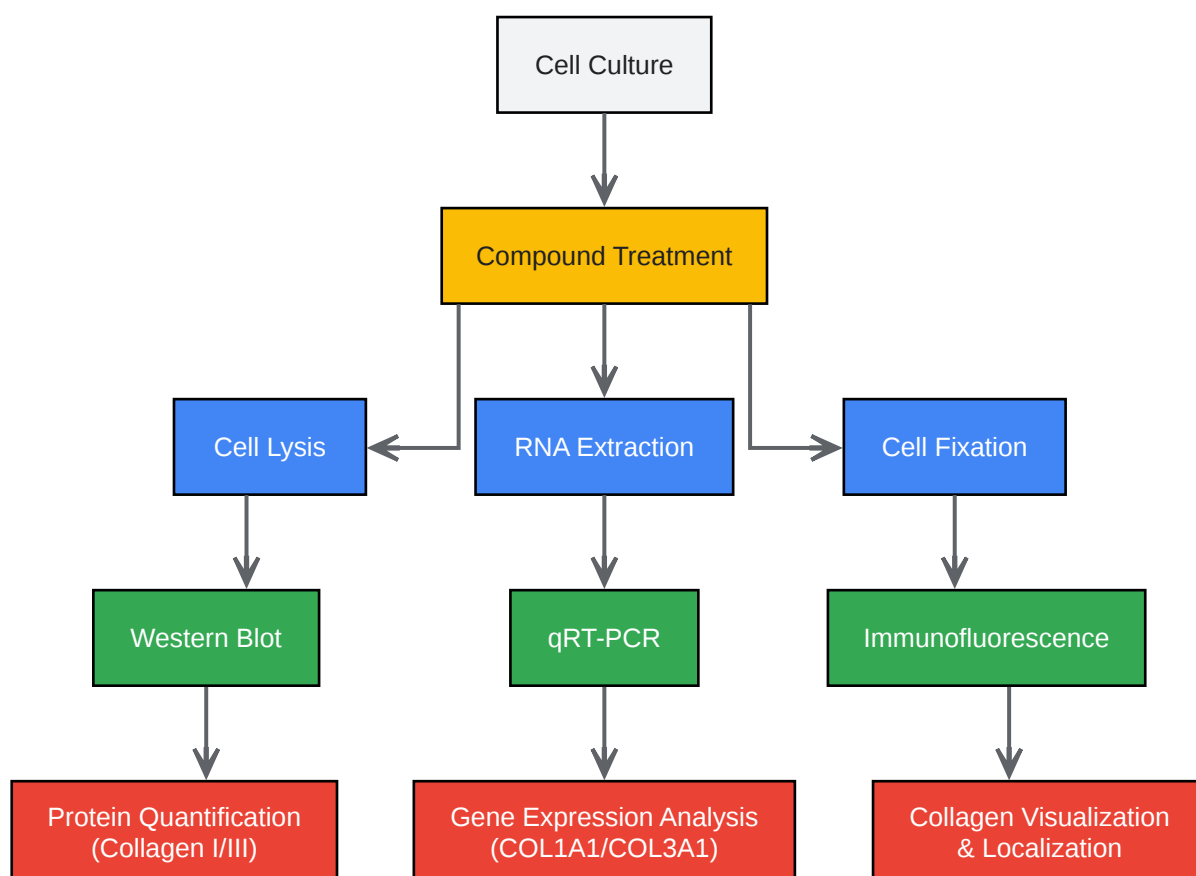 Cell Culture
Compound Treatment
Cell Lysis
RNA Extraction
Cell Fixation
Western Blot
qRT-PCR
Immunofluorescence
Protein Quantification
(Collagen I/III)
Gene Expression Analysis
(COL1A1/COL3A1)
Collagen Visualization
& Localization